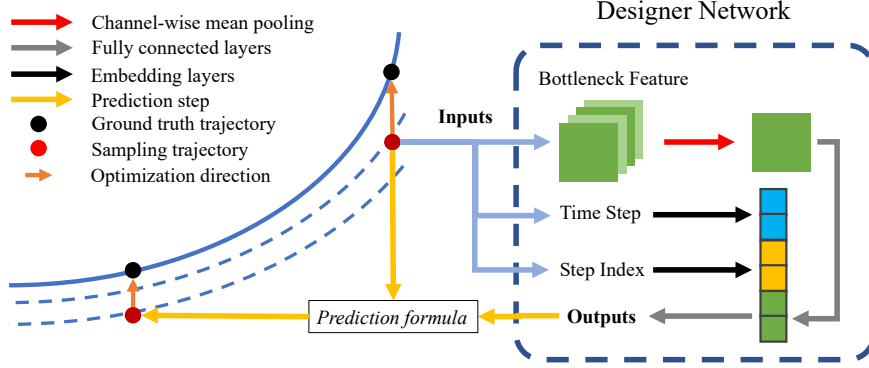 Designer Network
Channel-wise mean pooling
Fully connected layers
Embedding layers
Prediction step
Ground truth trajectory
Sampling trajectory
Optimization direction
Inputs
Bottleneck Feature
Time Step
Step Index
Outputs
Prediction formula